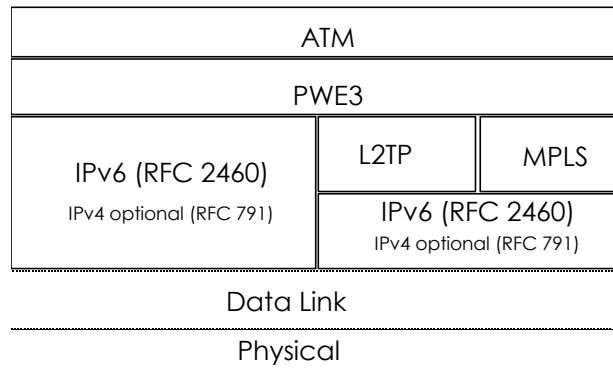 ATM
PWE3
IPv6 (RFC 2460)
IPv4 optional (RFC 791)
L2TP
MPLS
IPv6 (RFC 2460)
IPv4 optional (RFC 791)
Data Link
Physical